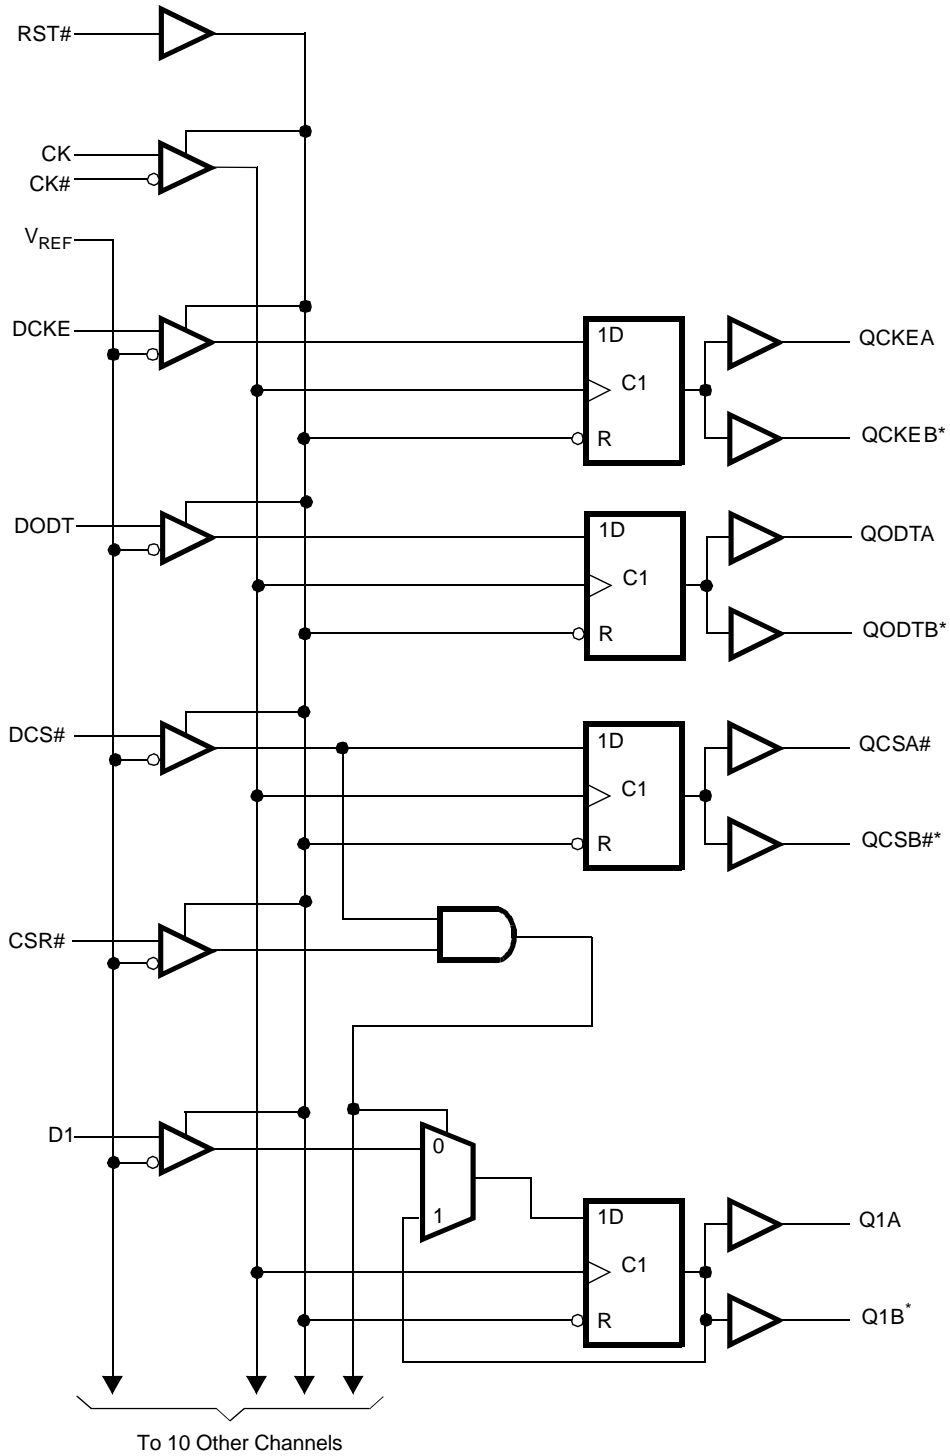 RST#
CK
CK#
VREF
DCKE
1D
C1
R
QCKEA
QCKEB*
DODT
1D
C1
R
QODTA
QODTB*
DCS#
1D
C1
R
QCSA#
QCSB#*
CSR#
D1
0
1
1D
C1
R
Q1A
Q1B*
To 10 Other Channels